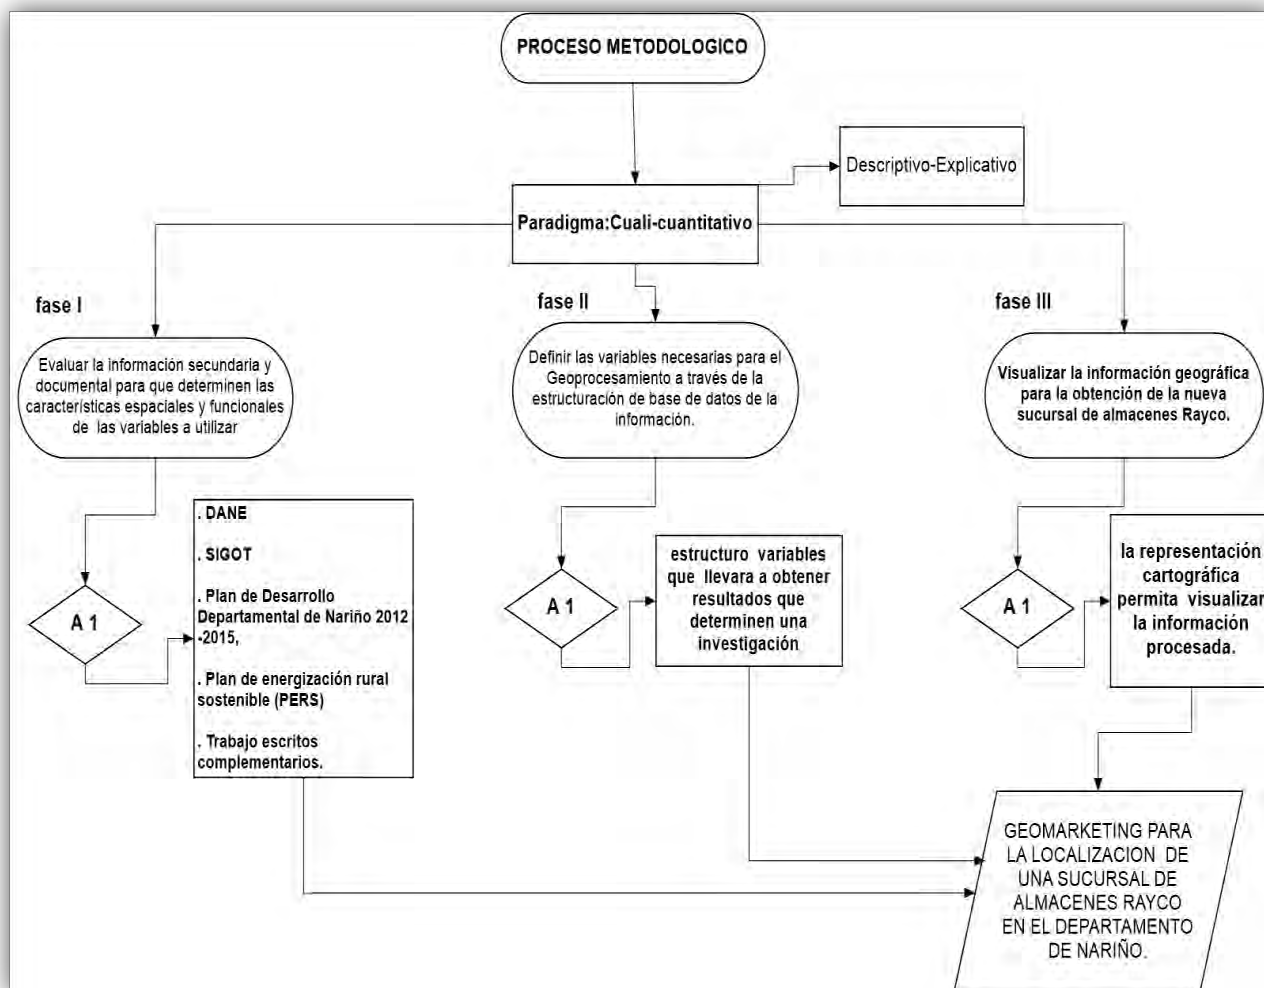 PROCESO METODOLOGICO
Descriptivo-Explicativo
Paradigma:Cuali-cuantitativo
fase I
Evaluar la información secundaria y
documental para que determinen las
características espaciales y funcionales
de las variables a utilizar
A 1
. DANE
. SIGOT
. Plan de Desarrollo
Departamental de Nariño 2012
-2015,
. Plan de energización rural
sostenible (PERS)
. Trabajo escritos
complementarios.
fase II
Definir las variables necesarias para el
Geoprocesamiento a través de la
estructuración de base de datos de la
información.
A 1
estructuro variables
que llevara a obtener
resultados que
determinen una
investigación
fase III
Visualizar la información geográfica
para la obtención de la nueva
sucursal de almacenes Rayco.
A 1
la representación
cartográfica
permita visualizar
la información
procesada.
GEOMARKETING PARA
LA LOCALIZACION DE
UNA SUCURSAL DE
ALMACENES RAYCO
EN EL DEPARTAMENTO
DE NARIÑO.